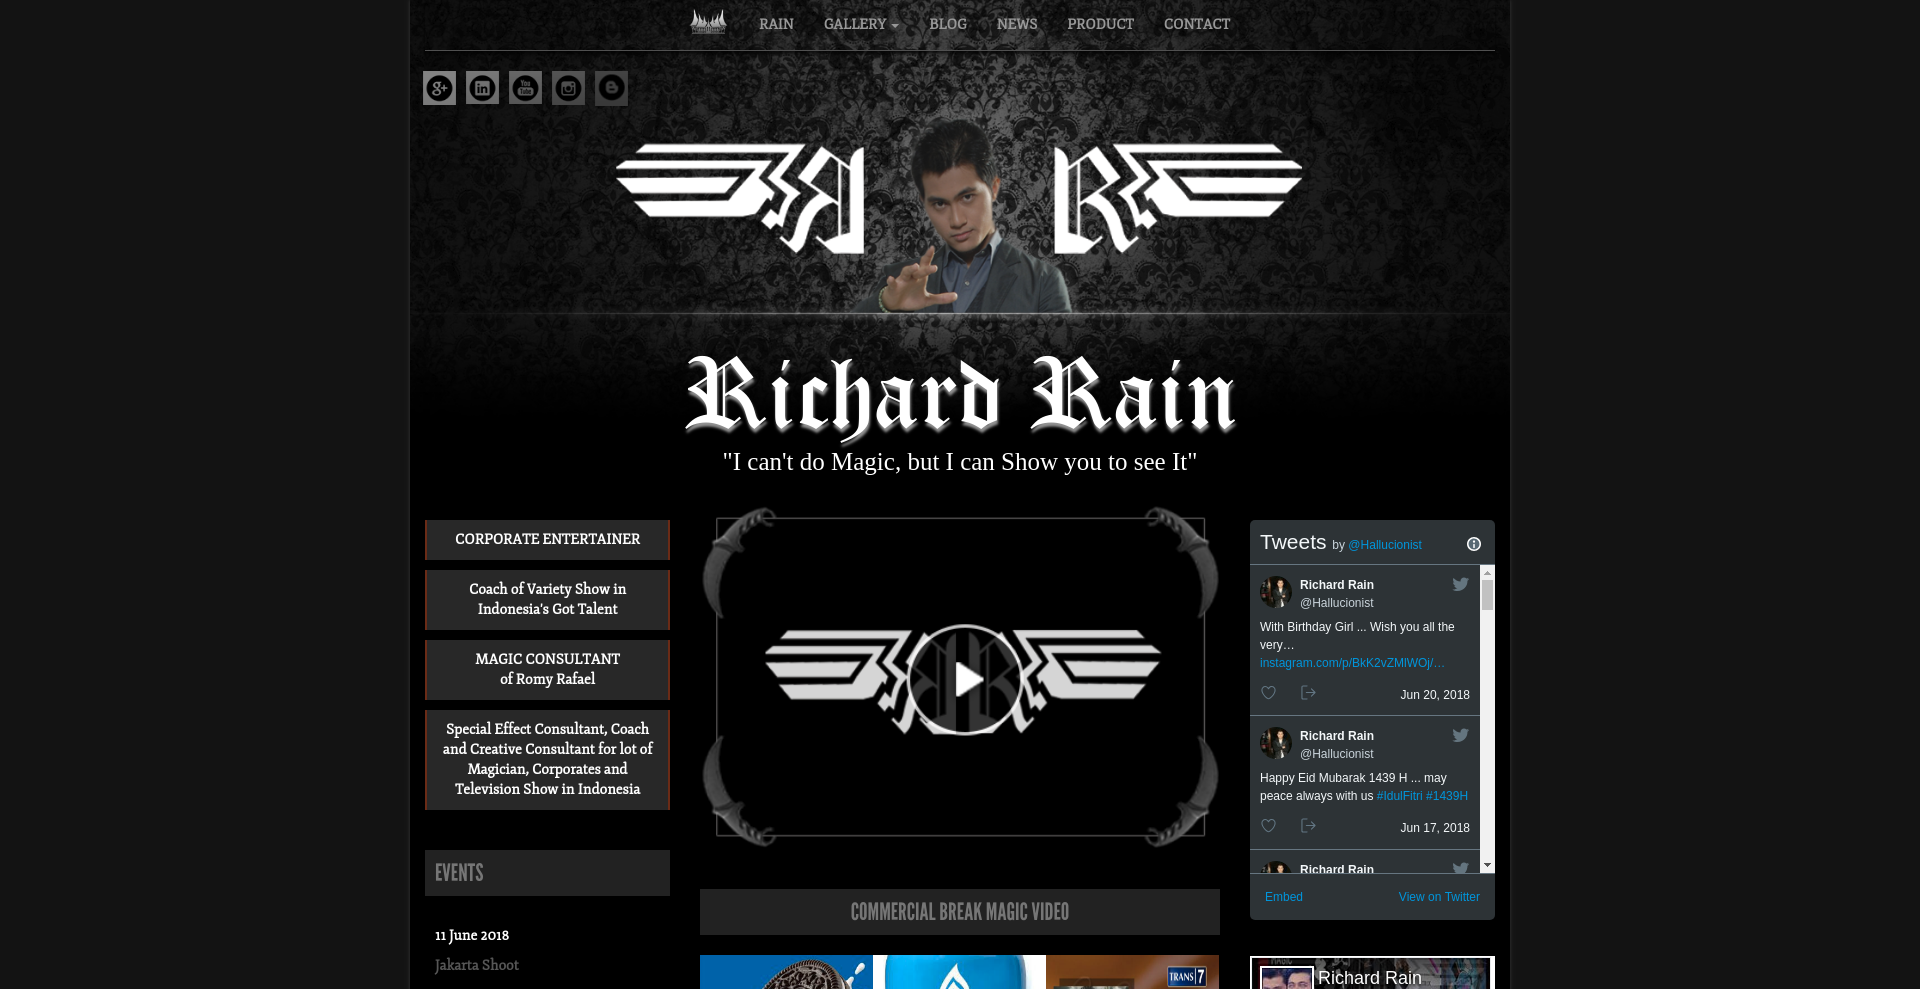 RAIN GALLERY BLOG NEWS PRODUCT CONTACT
Richard Rain
"I can't do Magic, but I can Show you to see It"
CORPORATE ENTERTAINER
Coach of Variety Show in
Indonesia's Got Talent
MAGIC CONSULTANT
of Romy Rafael
Special Effect Consultant, Coach
and Creative Consultant for lot of
Magician, Corporates and
Television Show in Indonesia
EVENTS
11 June 2018
Jakarta Shoot
COMMERCIAL BREAK MAGIC VIDEO
TRANS 7
Tweets by @Hallucionist
Richard Rain
@Hallucionist
With Birthday Girl ... Wish you all the
very…
instagram.com/p/BkK2vZMlWOj/…
Jun 20, 2018
Richard Rain
@Hallucionist
Happy Eid Mubarak 1439 H ... may
peace always with us #IdulFitri #1439H
Jun 17, 2018
Richard Rain
Embed View on Twitter
Richard Rain